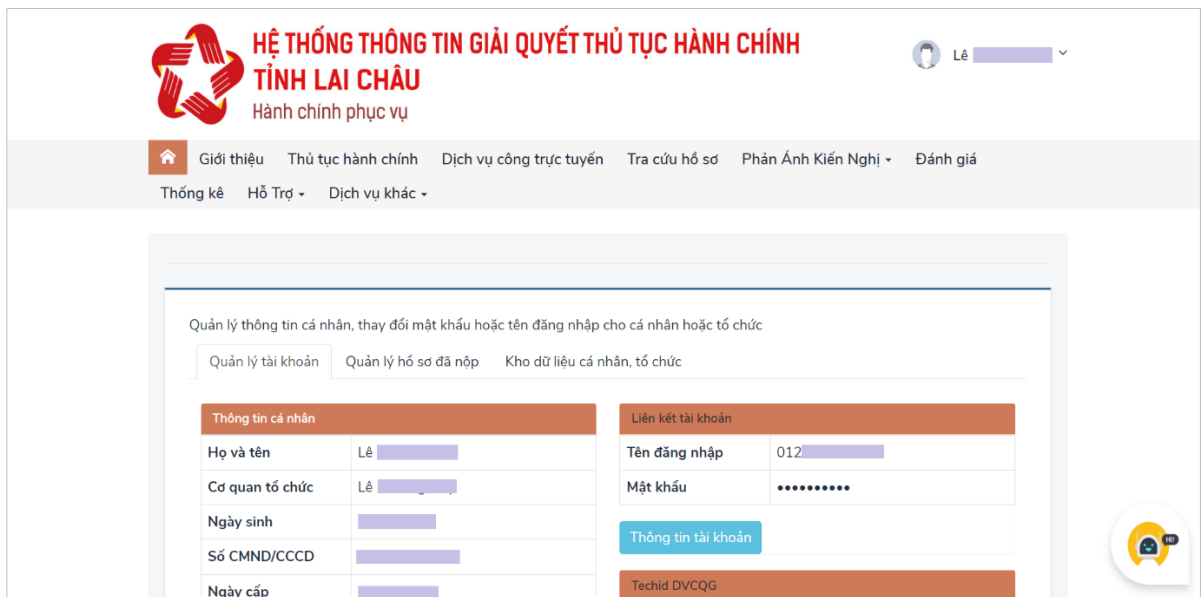 HỆ THỐNG THÔNG TIN GIẢI QUYẾT THỦ TỤC HÀNH CHÍNH
TỈNH LAI CHÂU
Hành chính phục vụ
Lê
Giới thiệu Thủ tục hành chính Dịch vụ công trực tuyến Tra cứu hồ sơ Phản Ánh Kiến Nghị Đánh giá
Thống kê Hỗ Trợ Dịch vụ khác
Quản lý thông tin cá nhân, thay đổi mật khẩu hoặc tên đăng nhập cho cá nhân hoặc tổ chức
Quản lý tài khoản Quản lý hồ sơ đã nộp Kho dữ liệu cá nhân, tổ chức
Thông tin cá nhân
Họ và tên Lê
Cơ quan tổ chức Lê
Ngày sinh
Số CMND/CCCD
Ngày cấp
Liên kết tài khoản
Tên đăng nhập 012
Mật khẩu ••••••••••
Thông tin tài khoản
Techid DVCQG
HI!